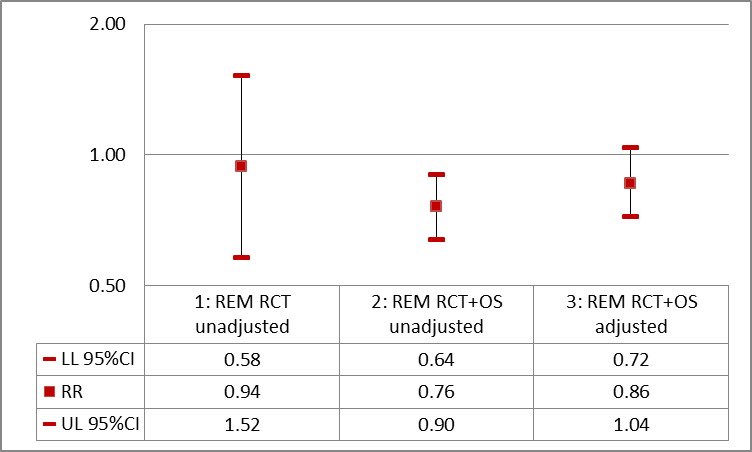 2.00
1.00
0.50
1: REM RCT unadjusted
2: REM RCT+OS unadjusted
3: REM RCT+OS adjusted
LL 95%CI 0.58 0.64 0.72
RR 0.94 0.76 0.86
UL 95%CI 1.52 0.90 1.04